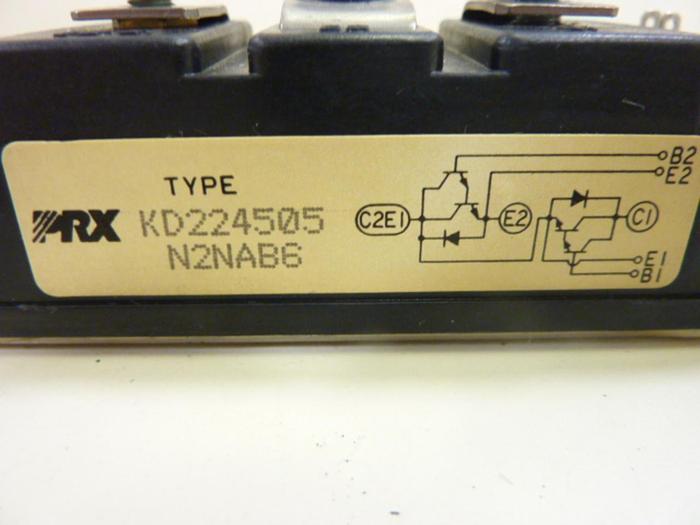 TYPE
PRX KD224505
N2NAB6
C2E1
E2
C1
B2
E2
E1
B1